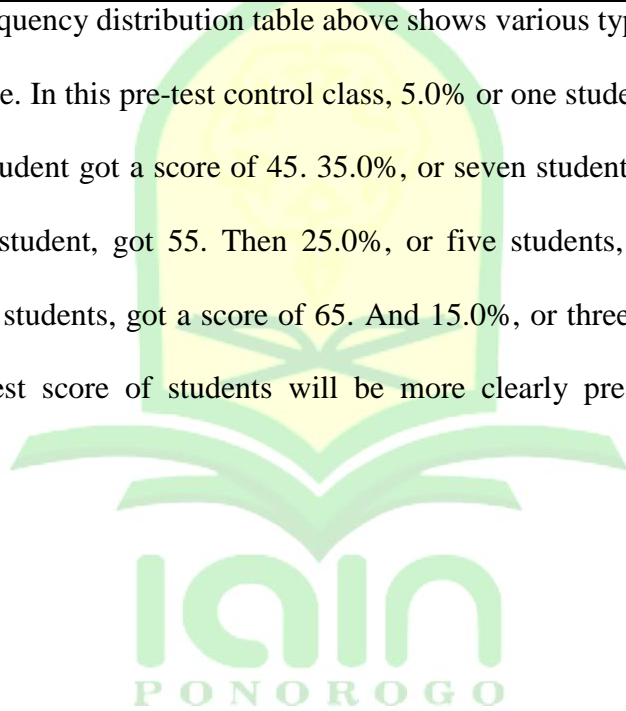 quency distribution table above shows various typ
e. In this pre-test control class, 5.0% or one stude
udent got a score of 45. 35.0%, or seven student
student, got 55. Then 25.0%, or five students,
students, got a score of 65. And 15.0%, or three
est score of students will be more clearly pre
iain
PONOROGO